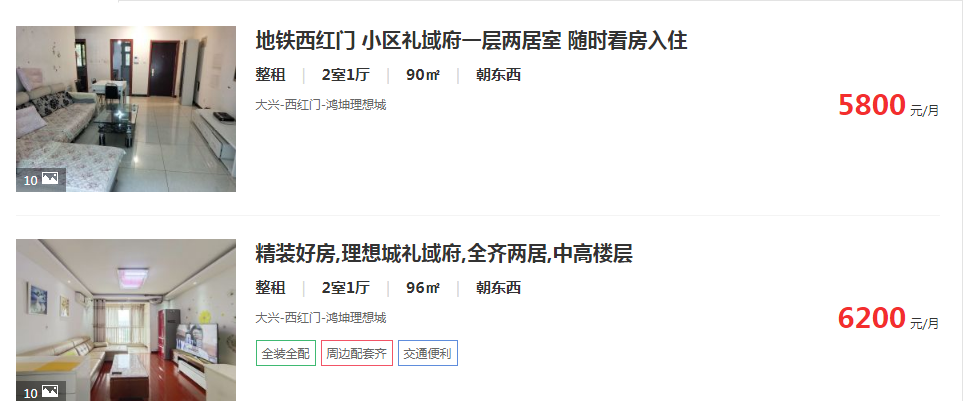 地铁西红门 小区礼域府一层两居室 随时看房入住
整租 | 2室1厅 | 90㎡ | 朝东西
大兴-西红门-鸿坤理想城
5800 元/月
10
精装好房,理想城礼域府,全齐两居,中高楼层
整租 | 2室1厅 | 96㎡ | 朝东西
大兴-西红门-鸿坤理想城
6200 元/月
全装全配 周边配套齐 交通便利
10